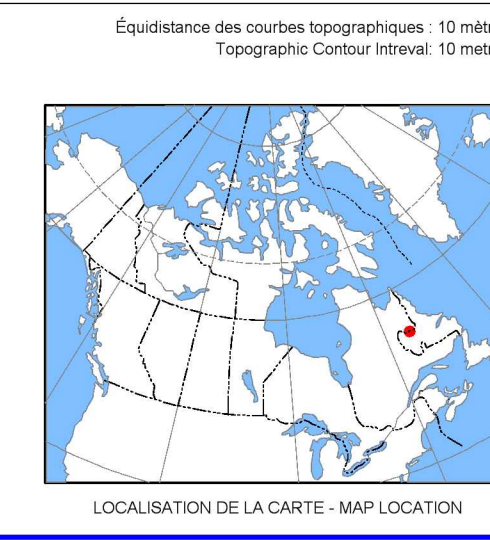 Équidistance des courbes topographiques : 10 mètr
Topographic Contour Intreval: 10 metr
LOCALISATION DE LA CARTE - MAP LOCATION